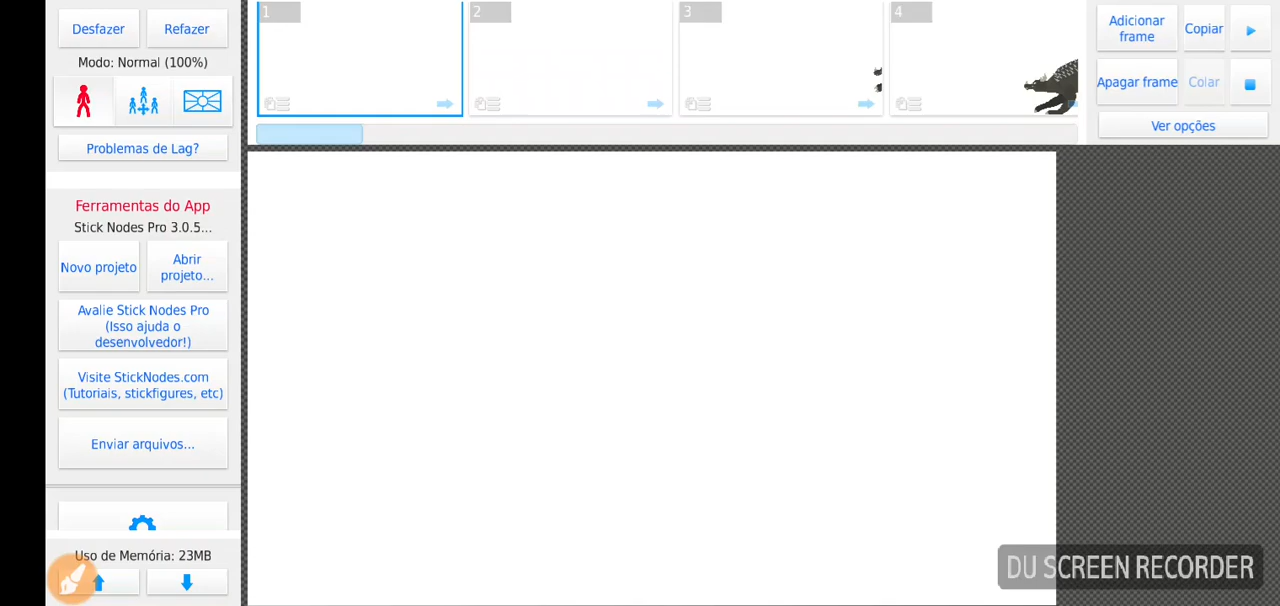 Desfazer
Refazer
Modo: Normal (100%)
Problemas de Lag?
Ferramentas do App
Stick Nodes Pro 3.0.5...
Novo projeto
Abrir
projeto...
Avalie Stick Nodes Pro
(Isso ajuda o
desenvolvedor!)
Visite StickNodes.com
(Tutoriais, stickfigures, etc)
Enviar arquivos...
Uso de Memória: 23MB
1
2
3
4
Adicionar
frame
Copiar
Apagar frame
Colar
Ver opções
DU SCREEN RECORDER